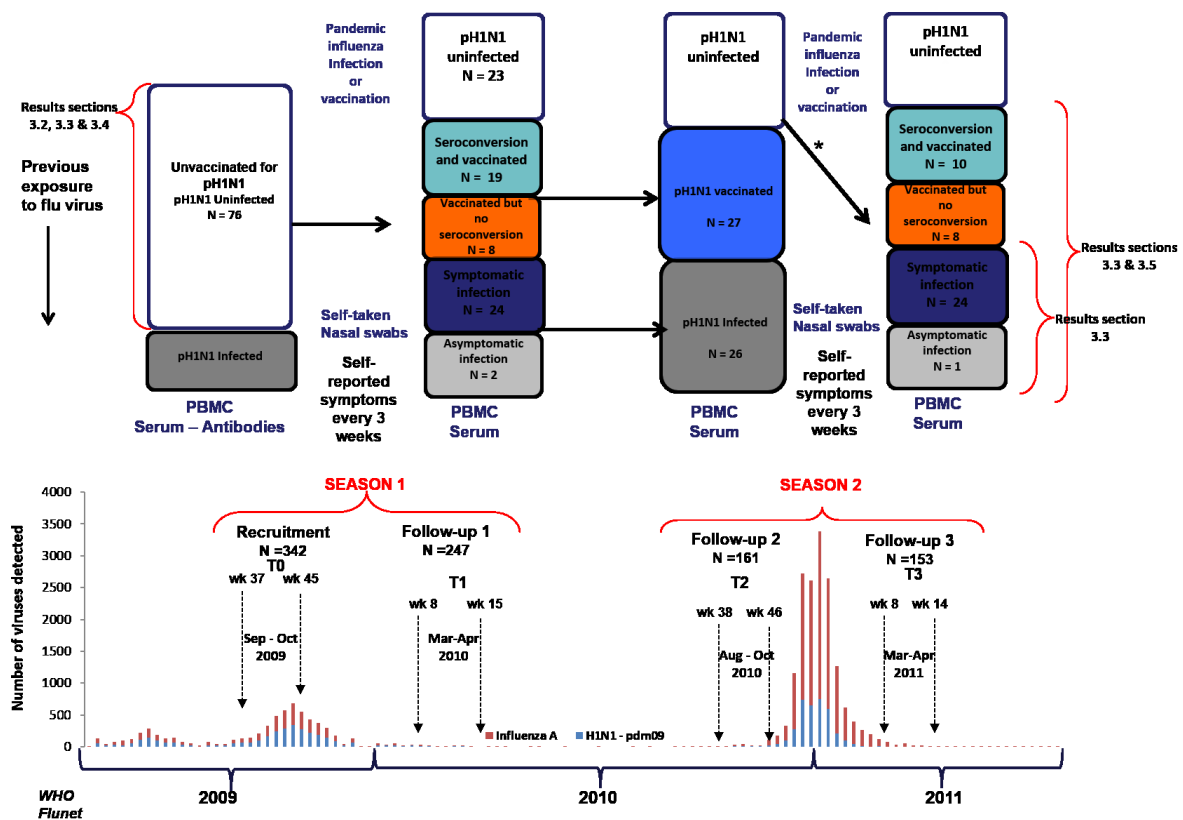 Results sections
3.2, 3.3 & 3.4
Previous
exposure
to flu virus
Unvaccinated for
pH1N1
pH1N1 Uninfected
N = 76
pH1N1 Infected
PBMC
Serum – Antibodies
Pandemic
influenza
Infection
or
vaccination
Self-taken
Nasal swabs
Self-
reported
symptoms
every 3
weeks
pH1N1
uninfected
N = 23
Seroconversion
and vaccinated
N = 19
Vaccinated but
no
seroconversion
N = 8
Symptomatic
infection
N = 24
Asymptomatic
infection
N = 2
PBMC
Serum
pH1N1
uninfected
pH1N1 vaccinated
N = 27
pH1N1 Infected
N = 26
PBMC
Serum
Pandemic
influenza
Infection
or
vaccination
*
Self-taken
Nasal swabs
Self-
reported
symptoms
every 3
weeks
pH1N1
uninfected
Seroconversion
and vaccinated
N = 10
Vaccinated but
no
seroconversion
N = 8
Symptomatic
infection
N = 24
Asymptomatic
infection
N = 1
PBMC
Serum
Results sections
3.3 & 3.5
Results section
3.3
SEASON 1
SEASON 2
Number of viruses detected
4000
3500
3000
2500
2000
1500
1000
500
0
Recruitment
N =342
T0
wk 37
wk 45
Sep - Oct
2009
Follow-up 1
N =247
T1
wk 8
wk 15
Mar-Apr
2010
Follow-up 2
N =161
T2
wk 38
wk 46
Aug - Oct
2010
Follow-up 3
N =153
T3
wk 8
wk 14
Mar-Apr
2011
Influenza A
H1N1 - pdm09
WHO
Flunet
2009
2010
2011